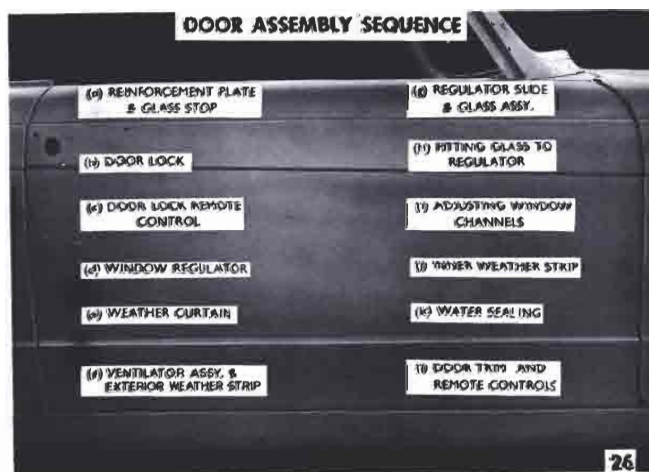 DOOR ASSEMBLY SEQUENCE
(a) REINFORCEMENT PLATE
& GLASS STOP
(b) DOOR LOCK
(c) DOOR LOCK REMOTE
CONTROL
(d) WINDOW REGULATOR
(e) WEATHER CURTAIN
(f) VENTILATOR ASSY. &
EXTERIOR WEATHER STRIP
(g) REGULATOR SLIDE
& GLASS ASSY.
(h) FITTING GLASS TO
REGULATOR
(i) ADJUSTING WINDOW
CHANNELS
(j) INNER WEATHER STRIP
(k) WATER SEALING
(l) DOOR TRIM AND
REMOTE CONTROLS
26